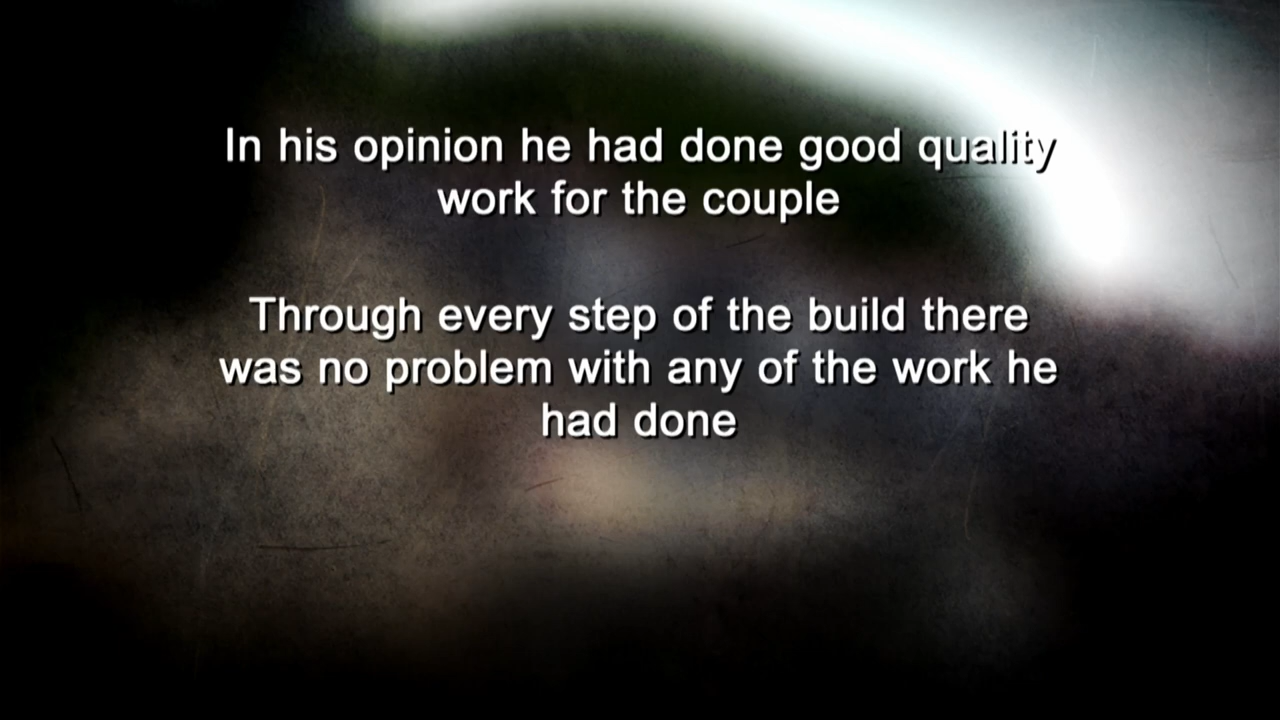 In his opinion he had done good quality
work for the couple
Through every step of the build there
was no problem with any of the work he
had done